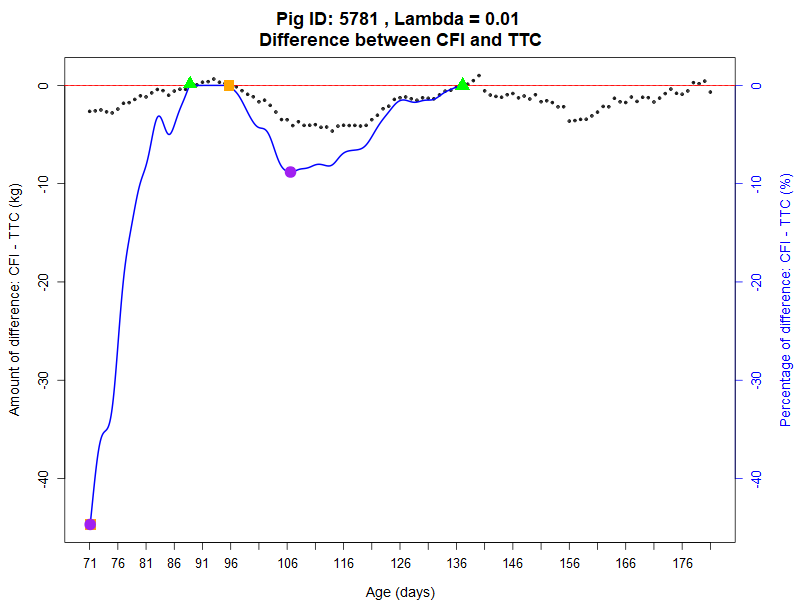 Pig ID: 5781 , Lambda = 0.01
Difference between CFI and TTC
Amount of difference: CFI - TTC (kg)
0
-10
-20
-30
-40
0
-10
-20
-30
-40
Percentage of difference: CFI - TTC (%)
71 76 81 86 91 96 106 116 126 136 146 156 166 176
Age (days)